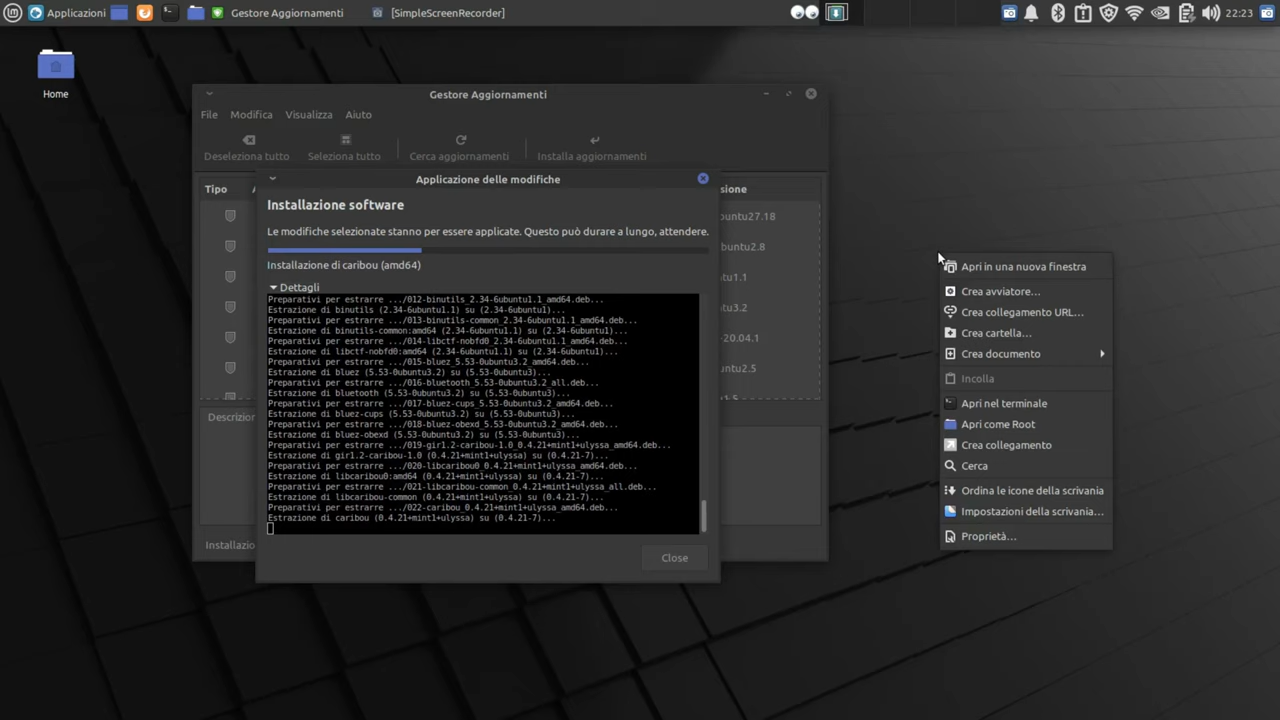 Applicazioni
Gestore Aggiornamenti
[SimpleScreenRecorder]
22:23
Home
Gestore Aggiornamenti
File Modifica Visualizza Aiuto
Deseleziona tutto Seleziona tutto Cerca aggiornamenti Installa aggiornamenti
Tipo
Applicazione delle modifiche
Installazione software
Le modifiche selezionate stanno per essere applicate. Questo può durare a lungo, attendere.
Installazione di caribou (amd64)
Dettagli
Preparativi per estrarre .../012-binutils_2.34-6ubuntu1.1_amd64.deb...
Estrazione di binutils (2.34-6ubuntu1.1) su (2.34-6ubuntu1)...
Preparativi per estrarre .../013-binutils-common_2.34-6ubuntu1.1_amd64.deb...
Estrazione di binutils-common:amd64 (2.34-6ubuntu1.1) su (2.34-6ubuntu1)...
Preparativi per estrarre .../014-libctf-nobfd0_2.34-6ubuntu1.1_amd64.deb...
Estrazione di libctf-nobfd0:amd64 (2.34-6ubuntu1.1) su (2.34-6ubuntu1)...
Preparativi per estrarre .../015-bluez_5.53-0ubuntu3.2_amd64.deb...
Estrazione di bluez (5.53-0ubuntu3.2) su (5.53-0ubuntu3)...
Preparativi per estrarre .../016-bluetooth_5.53-0ubuntu3.2_all.deb...
Estrazione di bluetooth (5.53-0ubuntu3.2) su (5.53-0ubuntu3)...
Preparativi per estrarre .../017-bluez-cups_5.53-0ubuntu3.2_amd64.deb...
Estrazione di bluez-cups (5.53-0ubuntu3.2) su (5.53-0ubuntu3)...
Preparativi per estrarre .../018-bluez-obexd_5.53-0ubuntu3.2_amd64.deb...
Estrazione di bluez-obexd (5.53-0ubuntu3.2) su (5.53-0ubuntu3)...
Preparativi per estrarre .../019-gir1.2-caribou-1.0_0.4.21+mint1+ulyssa_amd64.deb...
Estrazione di gir1.2-caribou-1.0 (0.4.21+mint1+ulyssa) su (0.4.21-7)...
Preparativi per estrarre .../020-libcaribou0_0.4.21+mint1+ulyssa_amd64.deb...
Estrazione di libcaribou0:amd64 (0.4.21+mint1+ulyssa) su (0.4.21-7)...
Preparativi per estrarre .../021-libcaribou-common_0.4.21+mint1+ulyssa_all.deb...
Estrazione di libcaribou-common (0.4.21+mint1+ulyssa) su (0.4.21-7)...
Preparativi per estrarre .../022-caribou_0.4.21+mint1+ulyssa_amd64.deb...
Estrazione di caribou (0.4.21+mint1+ulyssa) su (0.4.21-7)...
Close
sione
buntu27.18
ubuntu2.8
untu1.1
untu3.2
-20.04.1
untu2.5
Descrizion
Installazio
Apri in una nuova finestra
Crea avviatore...
Crea collegamento URL...
Crea cartella...
Crea documento
Incolla
Apri nel terminale
Apri come Root
Crea collegamento
Cerca
Ordina le icone della scrivania
Impostazioni della scrivania...
Proprietà...